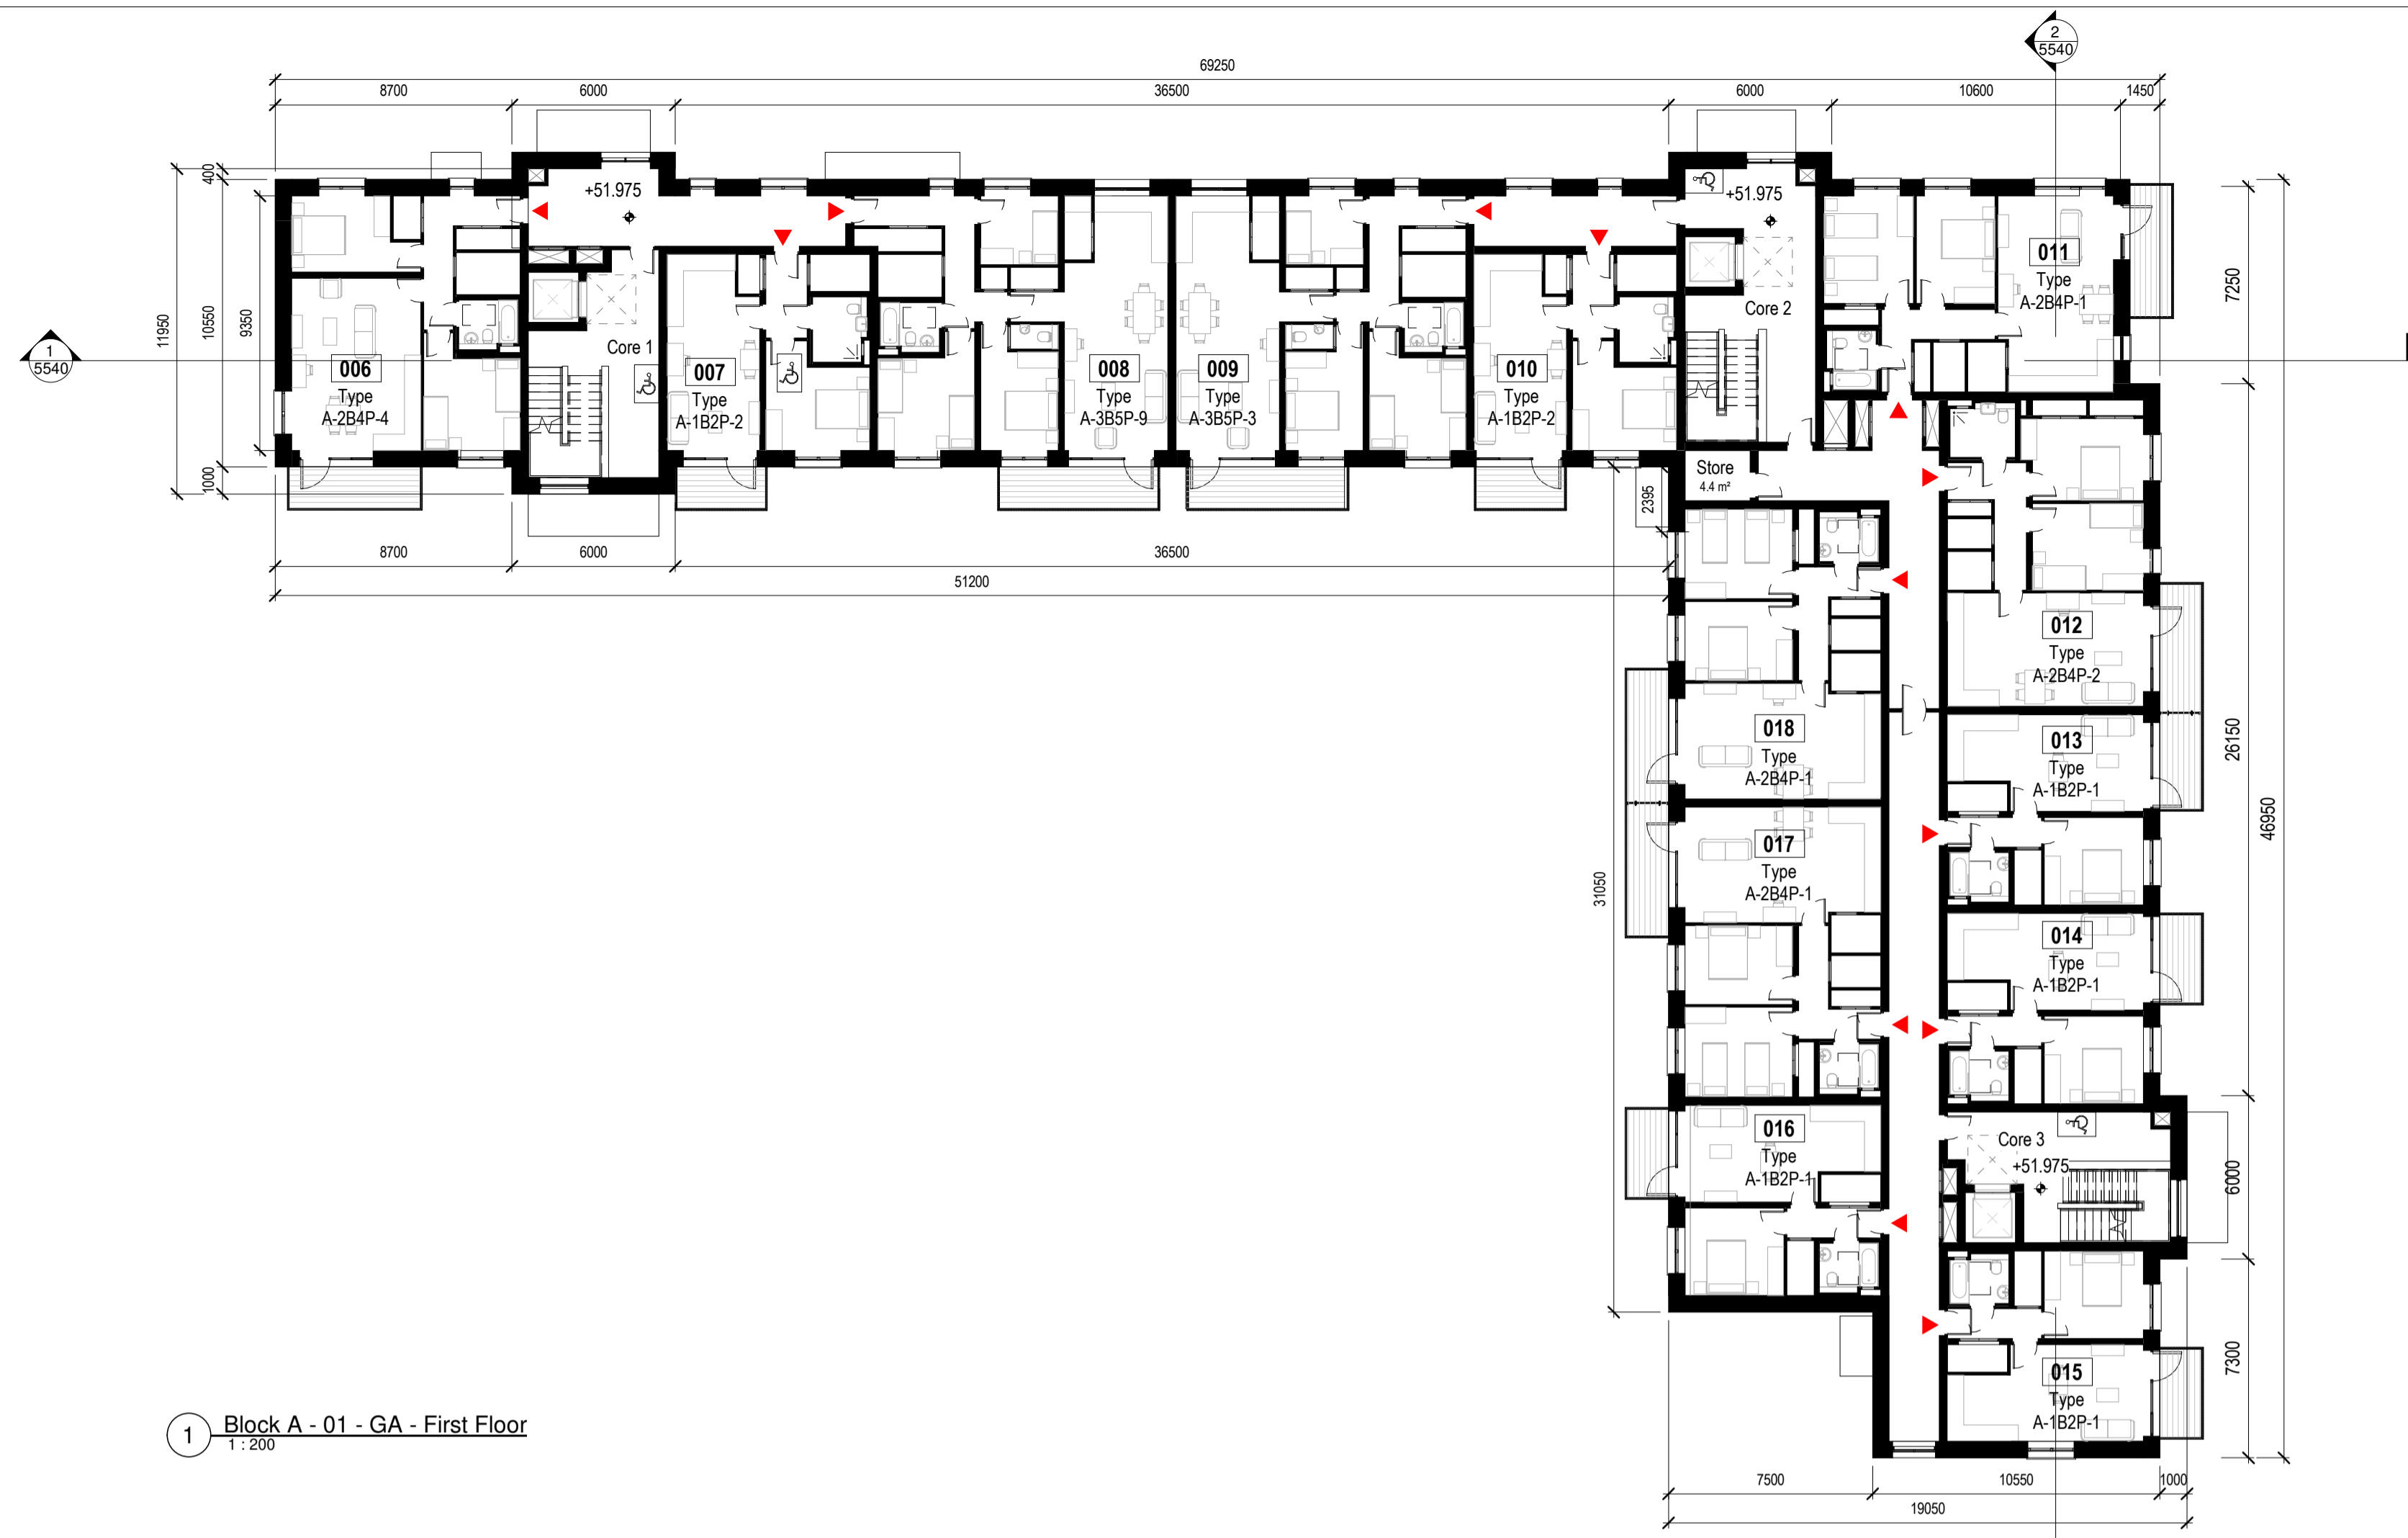 2
5540
69250
8700
6000
36500
6000
10600
1450
400
11950
10550
9350
1000
+51.975
+51.975
7250
46950
1
5540
Core 1
Core 2
006
Type
A-2B4P-4
007
Type
A-1B2P-2
008
Type
A-3B5P-9
009
Type
A-3B5P-3
010
Type
A-1B2P-2
011
Type
A-2B4P-1
Store
4.4 m²
2395
8700
6000
36500
51200
012
Type
A-2B4P-2
018
Type
A-2B4P-1
013
Type
A-1B2P-1
26150
017
Type
A-2B4P-1
31050
014
Type
A-1B2P-1
016
Type
A-1B2P-1
Core 3
+51.975
6000
015
Type
A-1B2P-1
7300
1
Block A - 01 - GA - First Floor
1 : 200
7500
10550
1000
19050